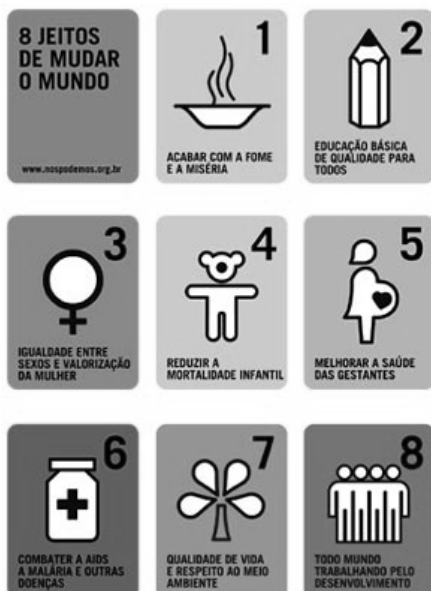 8 JEITOS
DE MUDAR
O MUNDO
www.nospodemos.org.br
1
ACABAR COM A FOME
E A MISÉRIA
2
EDUCAÇÃO BÁSICA
DE QUALIDADE PARA
TODOS
3
IGUALDADE ENTRE
SEXOS E VALORIZAÇÃO
DA MULHER
4
REDUZIR A
MORTALIDADE INFANTIL
5
MELHORAR A SAÚDE
DAS GESTANTES
6
COMBATER A AIDS
A MALÁRIA E OUTRAS
DOENÇAS
7
QUALIDADE DE VIDA
E RESPEITO AO MEIO
AMBIENTE
8
TODO MUNDO
TRABALHANDO PELO
DESENVOLVIMENTO